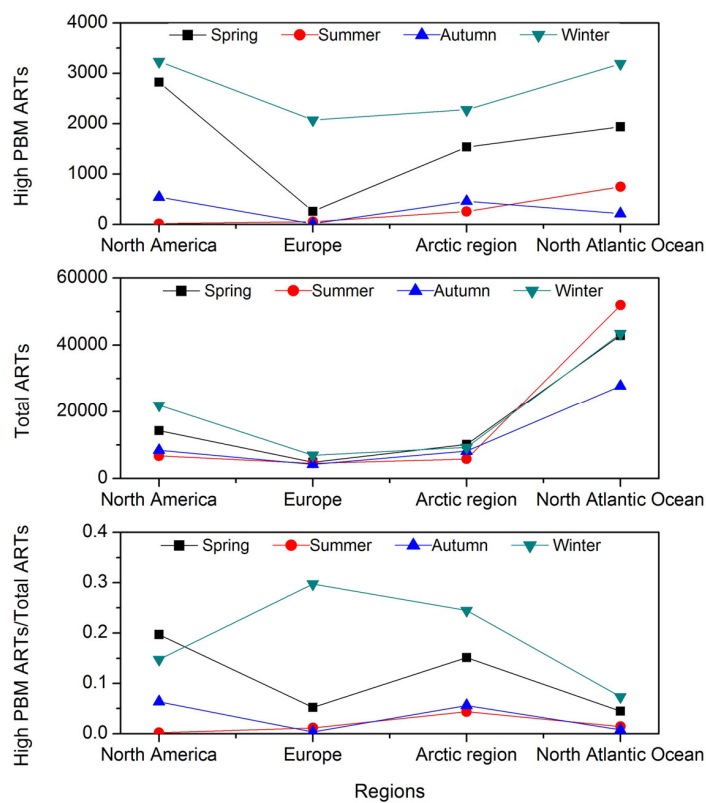 High PBM ARTs
4000
3000
2000
1000
0
Spring Summer Autumn Winter
North America Europe Arctic region North Atlantic Ocean
Total ARTs
60000
40000
20000
0
Spring Summer Autumn Winter
North America Europe Arctic region North Atlantic Ocean
High PBM ARTs/Total ARTs
0.4
0.3
0.2
0.1
0.0
Spring Summer Autumn Winter
North America Europe Arctic region North Atlantic Ocean
Regions